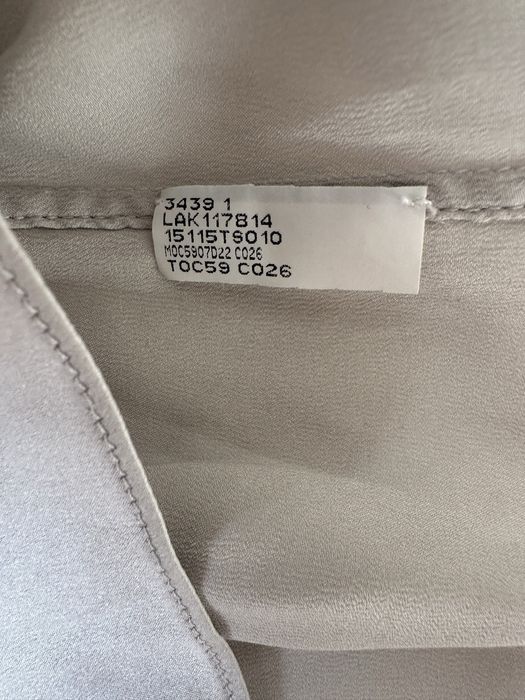 3439 1
LAK117814
15115TS010
MOC5907D22 C026
TOC59 C026